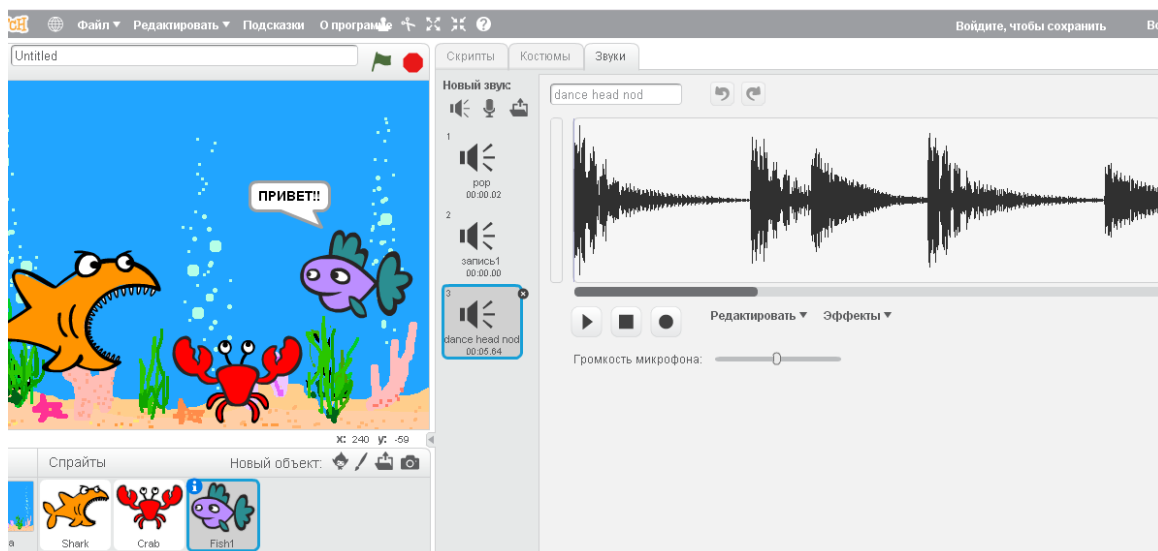 Файл ▼ Редактировать ▼ Подсказки О программе
Войдите, чтобы сохранить
Untitled
Скрипты Костюмы Звуки
Новый звук:
dance head nod
1
pop
00:00.02
2
запись1
00:00.00
3
dance head nod
00:05.64
ПРИВЕТ!!
Редактировать ▼ Эффекты ▼
Громкость микрофона:
x: 240 y: -59
Спрайты Новый объект:
Shark Crab Fish1